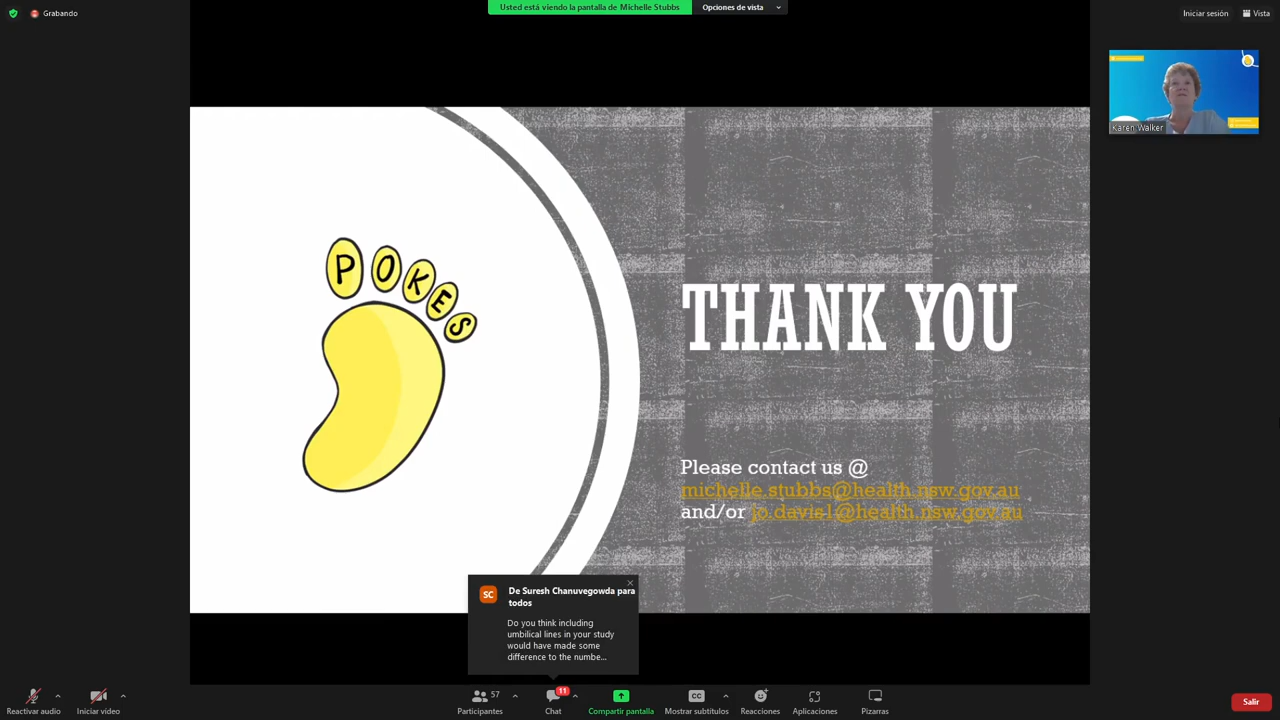 Grabando
Usted está viendo la pantalla de Michelle Stubbs
Opciones de vista
Iniciar sesión
Vista
Karen Walker
POKES
THANK YOU
Please contact us @
michelle.stubbs@health.nsw.gov.au
and/or jo.davis1@health.nsw.gov.au
SC
De Suresh Chanuvegowda para
todos
Do you think including
umbilical lines in your study
would have made some
difference to the numbe...
Reactivar audio
Iniciar video
57
Participantes
11
Chat
Compartir pantalla
CC
Mostrar subtítulos
Reacciones
Aplicaciones
Pizarras
Salir